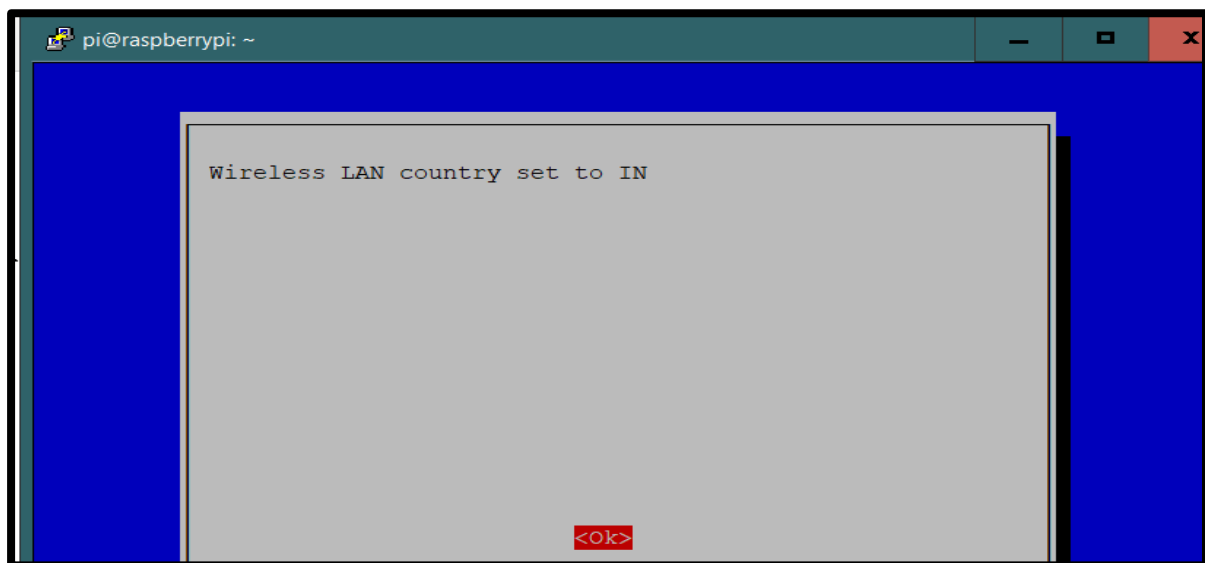 pi@raspberrypi: ~
Wireless LAN country set to IN
<Ok>